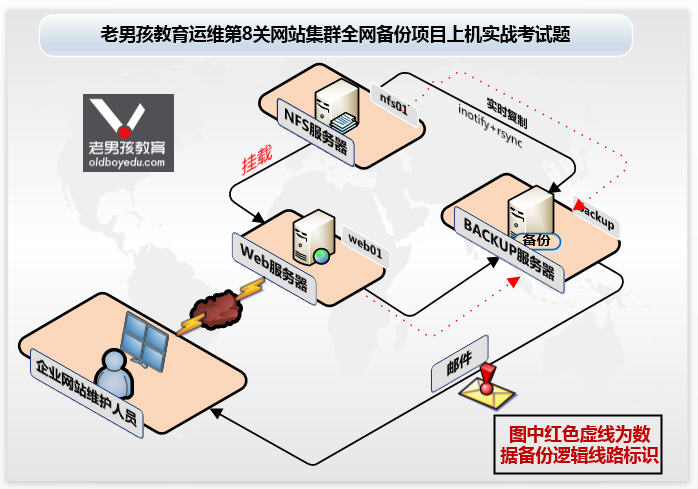 老男孩教育运维第8关网站集群全网备份项目上机实战考试题
老男孩教育
oldboyedu.com
nfs01
NFS服务器
实时复制
inotify+rsync
挂载
backup
备份
BACKUP服务器
web01
Web服务器
企业网站维护人员
邮件
图中红色虚线为数
据备份逻辑线路标识